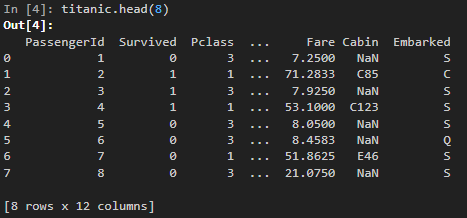 In [4]: titanic.head(8)
Out[4]:
   PassengerId  Survived  Pclass  ...     Fare Cabin  Embarked
0            1         0       3  ...   7.2500   NaN         S
1            2         1       1  ...  71.2833   C85         C
2            3         1       3  ...   7.9250   NaN         S
3            4         1       1  ...  53.1000  C123         S
4            5         0       3  ...   8.0500   NaN         S
5            6         0       3  ...   8.4583   NaN         Q
6            7         0       1  ...  51.8625   E46         S
7            8         0       3  ...  21.0750   NaN         S
[8 rows x 12 columns]